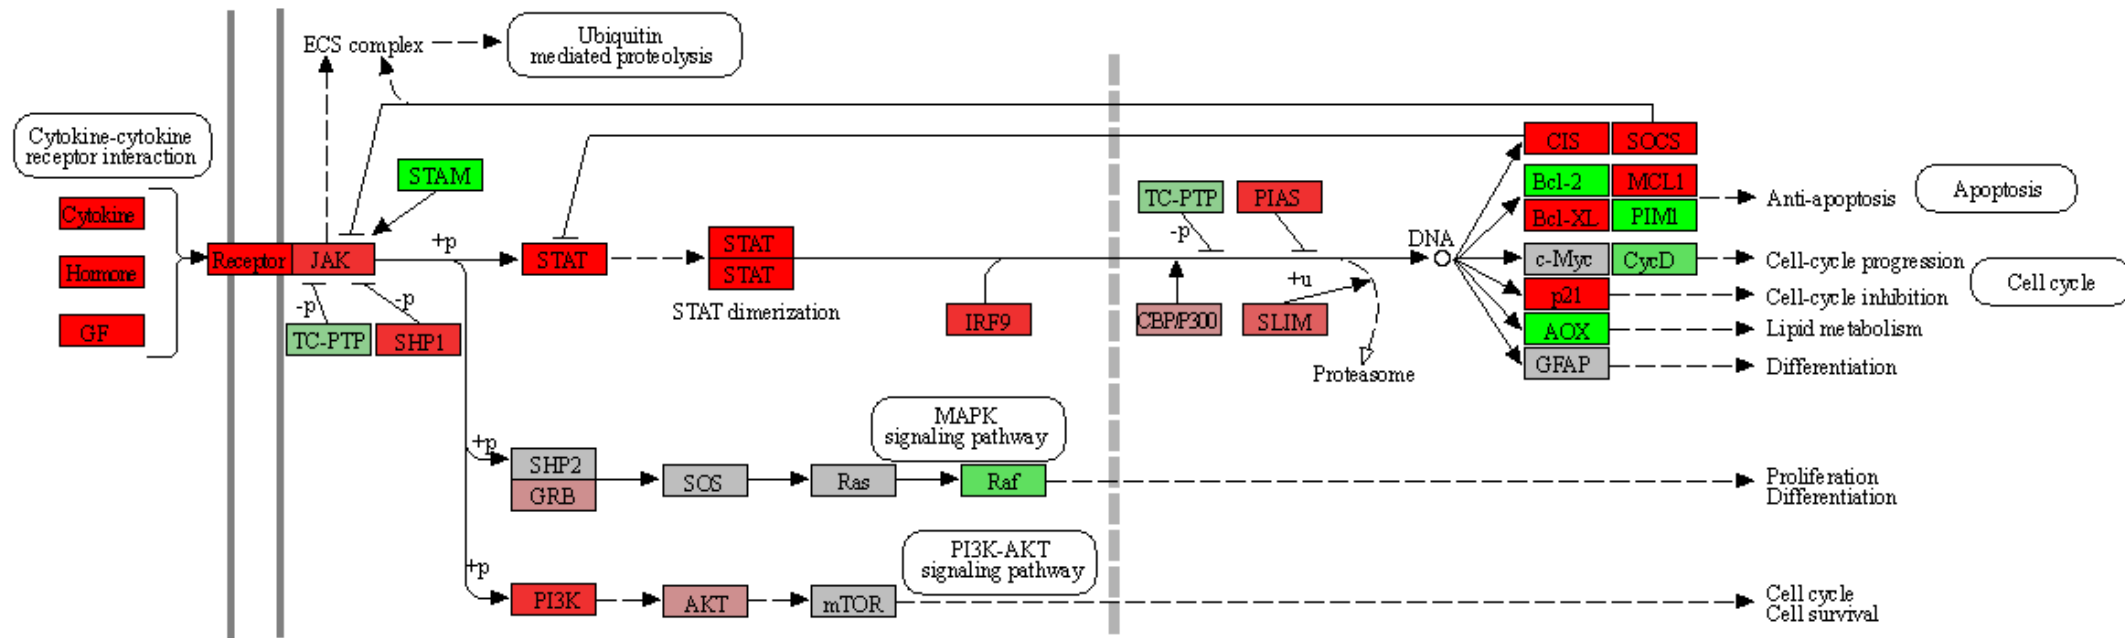 ECS complex
Ubiquitin
mediated proteolysis
Cytokine-cytokine
receptor interaction
Cytokine
Hormone
GF
Receptor
JAK
STAM
+p
-p
-p
TC-PTP
SHP1
STAT
STAT
STAT
STAT dimerization
IRF9
TC-PTP
PIAS
-p
CBP/P300
+u
SLIM
Proteasome
DNA
CIS
SOCS
Bcl-2
MCL1
Bcl-XL
PIM1
Anti-apoptosis
Apoptosis
c-Myc
CycD
Cell-cycle progression
p21
Cell-cycle inhibition
Cell cycle
AOX
Lipid metabolism
GFAP
Differentiation
MAPK
signaling pathway
+p
SHP2
GRB
SOS
Ras
Raf
Proliferation
Differentiation
PI3K-AKT
signaling pathway
+p
PI3K
AKT
mTOR
Cell cycle
Cell survival